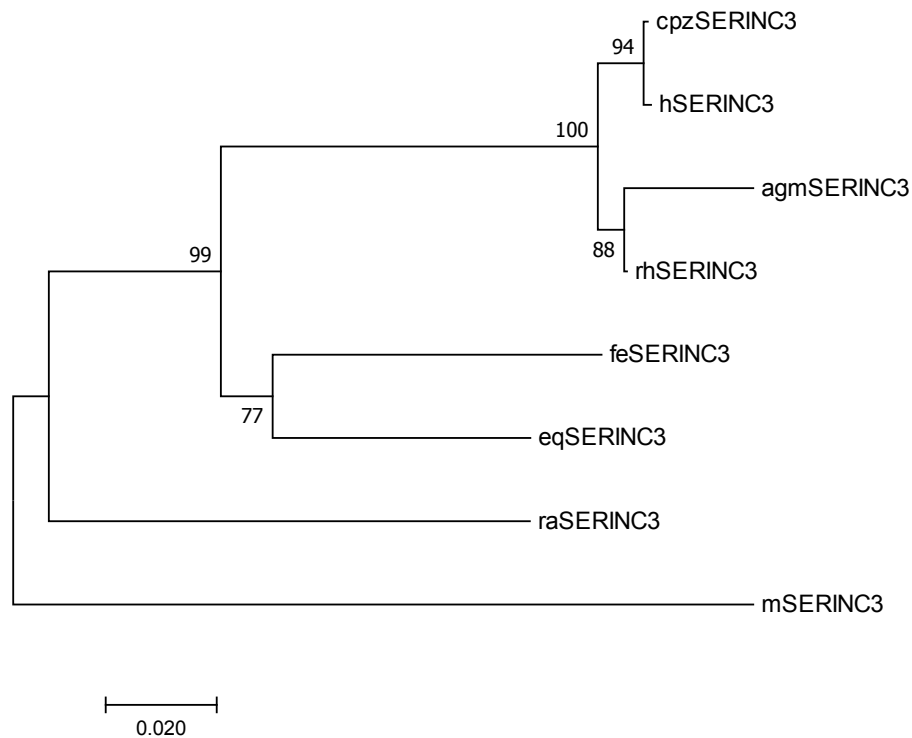 cpzSERINC3
94
hSERINC3
100
agmSERINC3
88
rhSERINC3
99
feSERINC3
77
eqSERINC3
raSERINC3
mSERINC3
0.020